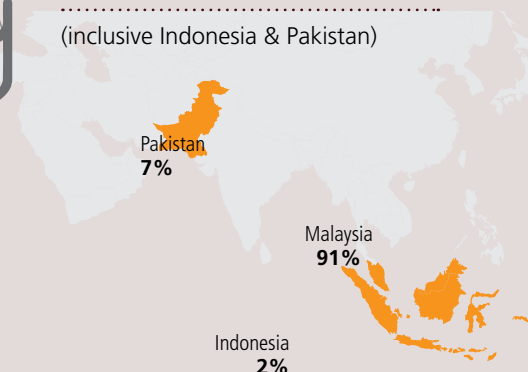 (inclusive Indonesia & Pakistan)
Pakistan
7%
Malaysia
91%
Indonesia
2%